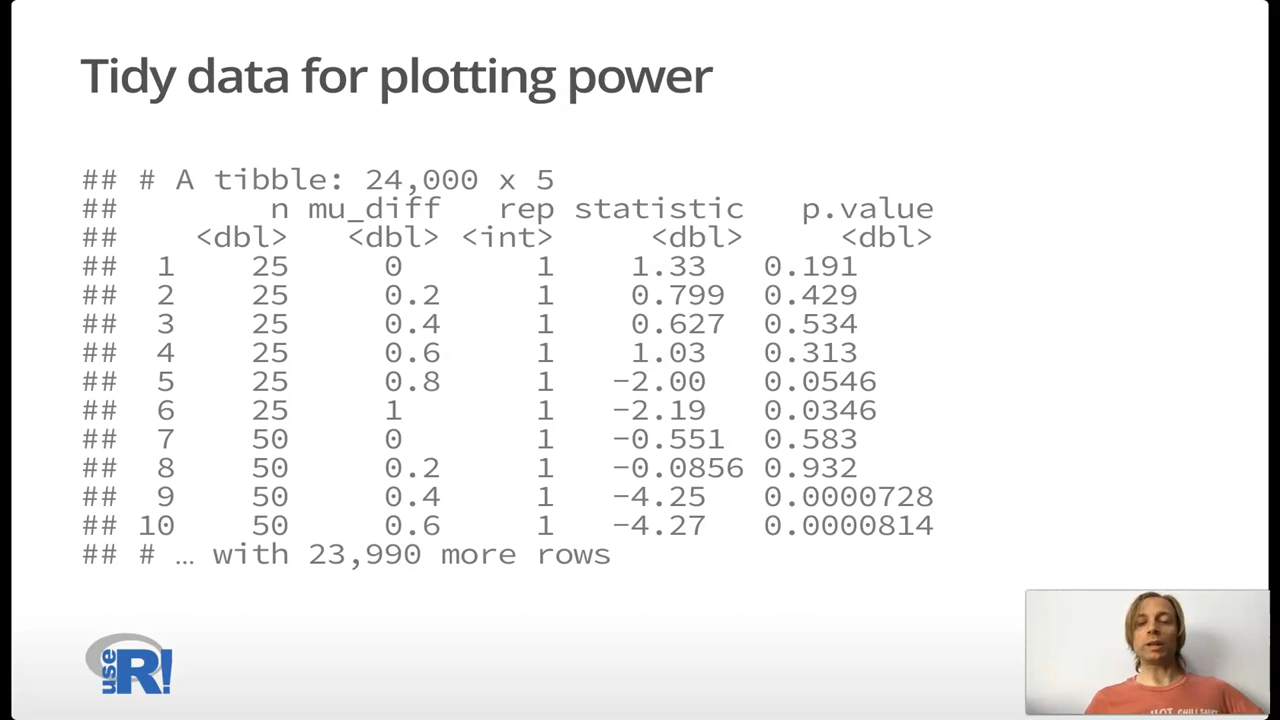 Tidy data for plotting power
## # A tibble: 24,000 x 5
## n mu_diff rep statistic p.value
## <dbl> <dbl> <int> <dbl> <dbl>
## 1 25 0 1 1.33 0.191
## 2 25 0.2 1 0.799 0.429
## 3 25 0.4 1 0.627 0.534
## 4 25 0.6 1 1.03 0.313
## 5 25 0.8 1 −2.00 0.0546
## 6 25 1 1 −2.19 0.0346
## 7 50 0 1 −0.551 0.583
## 8 50 0.2 1 −0.0856 0.932
## 9 50 0.4 1 −4.25 0.0000728
## 10 50 0.6 1 −4.27 0.0000814
## # … with 23,990 more rows
use R!
HOT CHILI